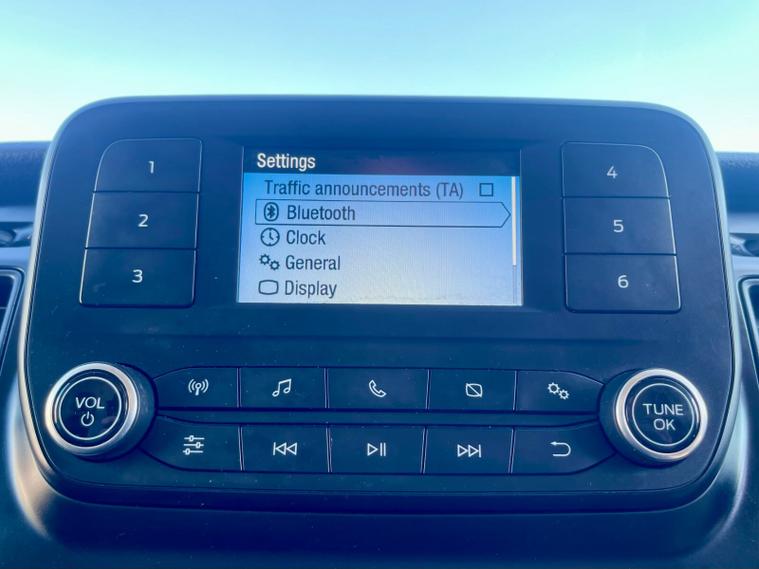 Settings
Traffic announcements (TA)
Bluetooth
Clock
General
Display
1
2
3
4
5
6
VOL
TUNE
OK